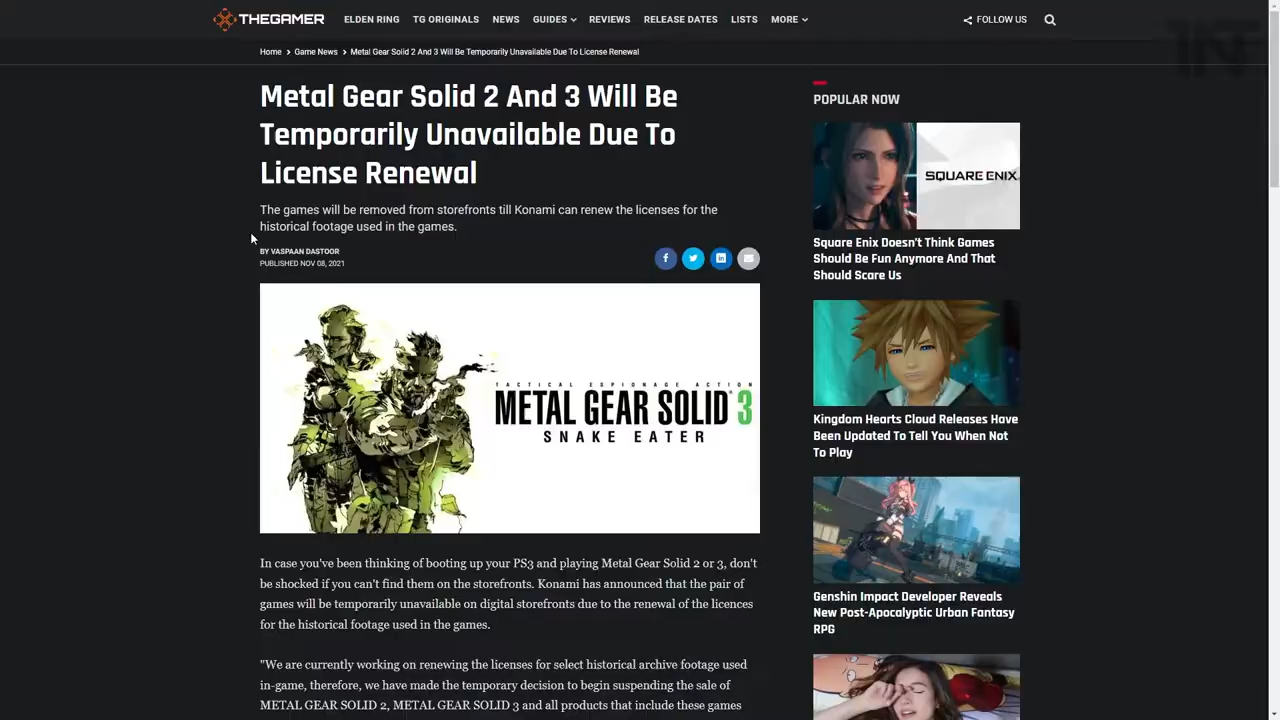 THEGAMER
ELDEN RING
TG ORIGINALS
NEWS
GUIDES
REVIEWS
RELEASE DATES
LISTS
MORE
FOLLOW US
Home > Game News > Metal Gear Solid 2 And 3 Will Be Temporarily Unavailable Due To License Renewal
Metal Gear Solid 2 And 3 Will Be
Temporarily Unavailable Due To
License Renewal
The games will be removed from storefronts till Konami can renew the licenses for the
historical footage used in the games.
BY VASPAAN DASTOOR
PUBLISHED NOV 08, 2021
TACTICAL ESPIONAGE ACTION
METAL GEAR SOLID 3
SNAKE EATER
In case you've been thinking of booting up your PS3 and playing Metal Gear Solid 2 or 3, don't
be shocked if you can't find them on the storefronts. Konami has announced that the pair of
games will be temporarily unavailable on digital storefronts due to the renewal of the licences
for the historical footage used in the games.
"We are currently working on renewing the licenses for select historical archive footage used
in-game, therefore, we have made the temporary decision to begin suspending the sale of
METAL GEAR SOLID 2, METAL GEAR SOLID 3 and all products that include these games
POPULAR NOW
SQUARE ENIX
Square Enix Doesn't Think Games
Should Be Fun Anymore And That
Should Scare Us
Kingdom Hearts Cloud Releases Have
Been Updated To Tell You When Not
To Play
Genshin Impact Developer Reveals
New Post-Apocalyptic Urban Fantasy
RPG